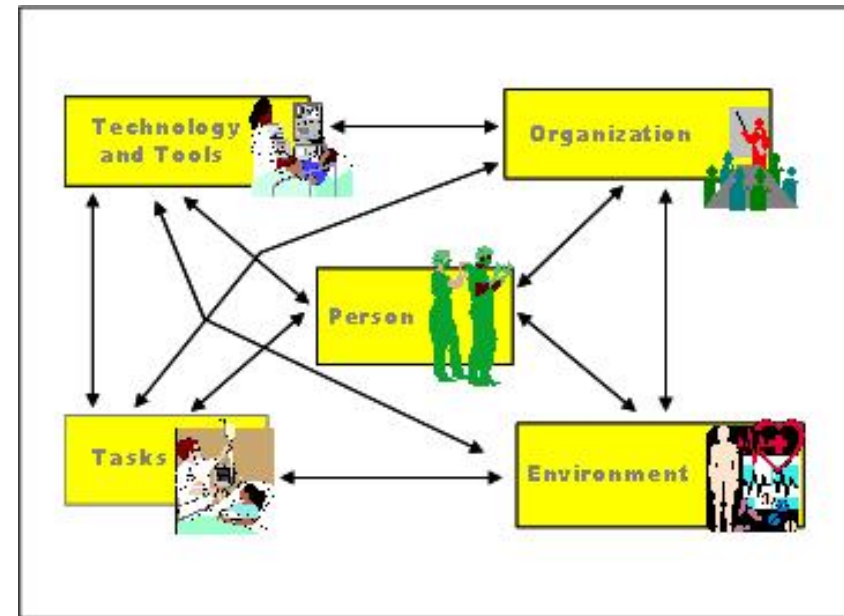 Technology
and Tools
Organization
Person
Tasks
Environment